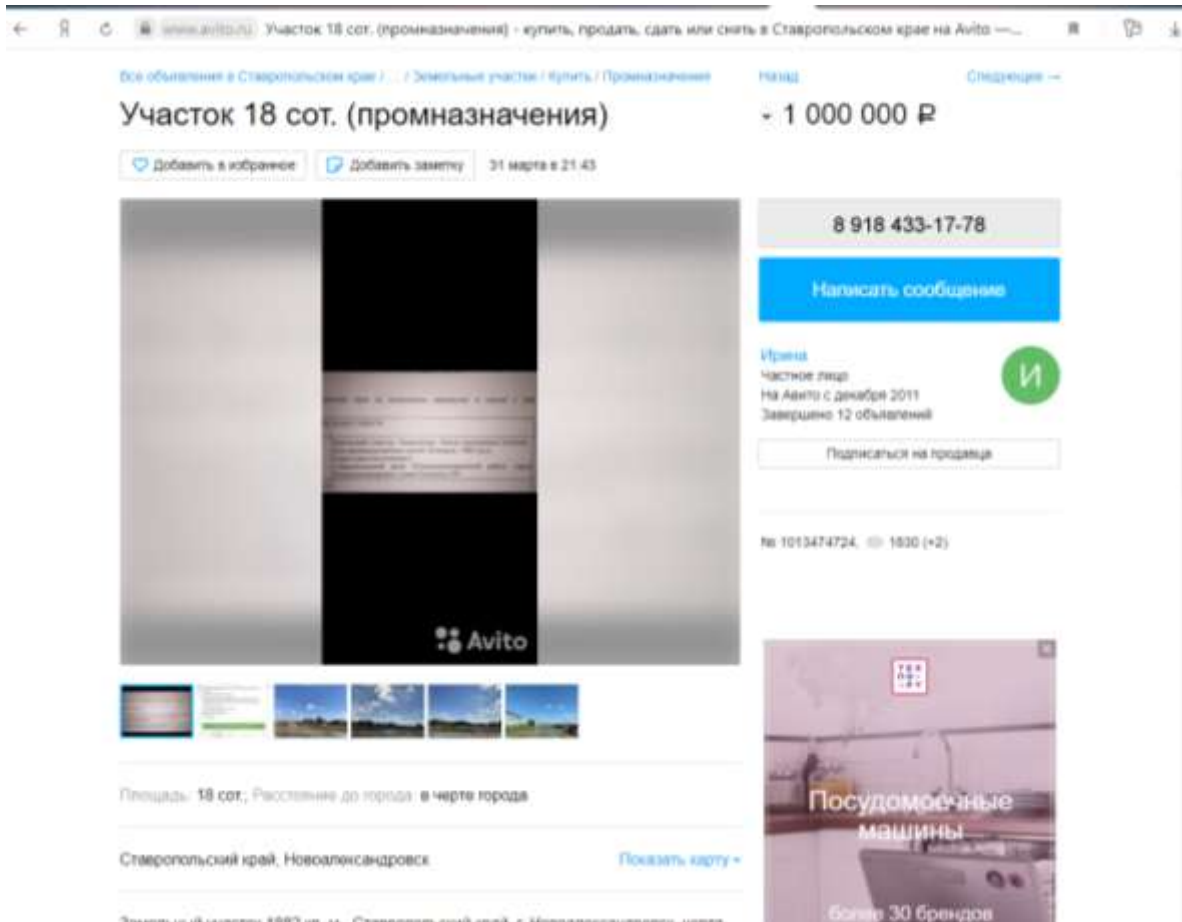 www.avito.ru Участок 18 сот. (промназначения) - купить, продать, сдать или снять в Ставропольском крае на Avito —...
Все объявления в Ставропольском крае / ... / Земельные участки / Купить / Промназначения
Назад
Следующее →
Участок 18 сот. (промназначения)
1 000 000 ₽
Добавить в избранное
Добавить заметку
31 марта в 21:43
8 918 433-17-78
Написать сообщение
Ирина
Частное лицо
На Авито с декабря 2011
Завершено 12 объявлений
И
Подписаться на продавца
№ 1013474724, 1830 (+2)
Avito
Площадь: 18 сот.; Расстояние до города: в черте города
Ставропольский край, Новоалександровск
Показать карту
Посудомоечные
машины
более 30 брендов